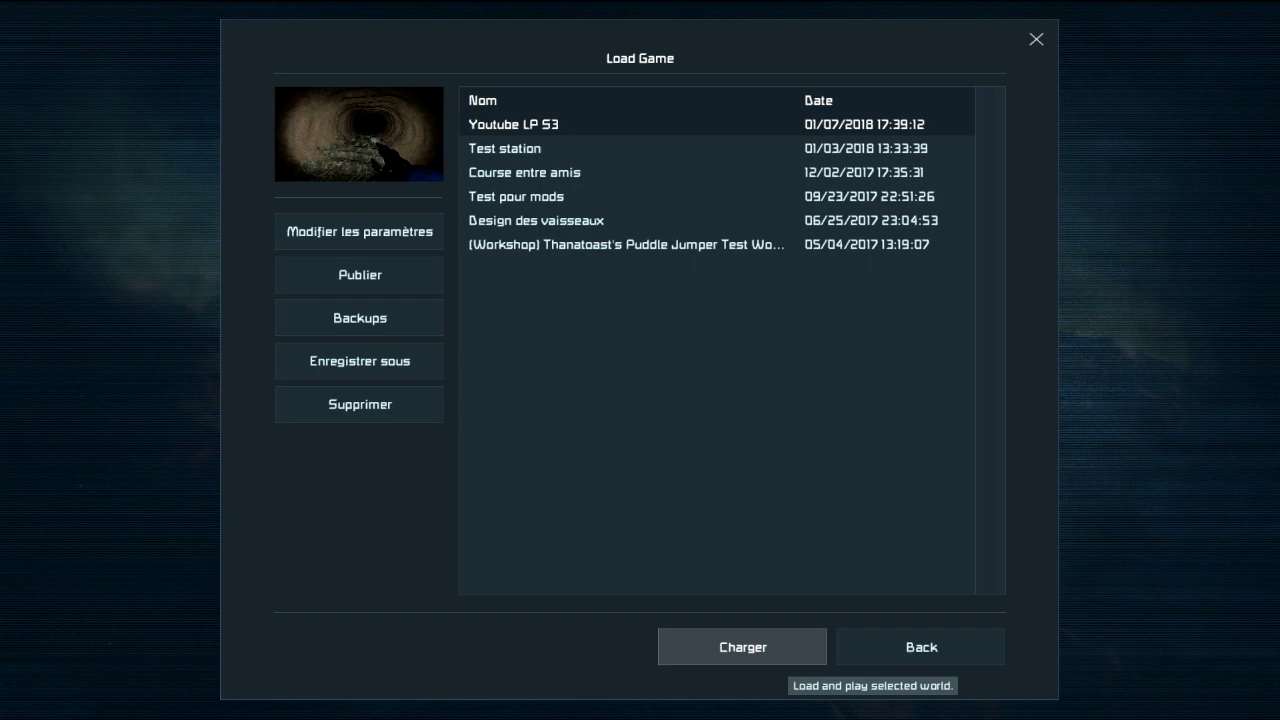 Load Game
Nom Date
Youtube LP S3 01/07/2018 17:39:12
Test station 01/03/2018 13:33:39
Course entre amis 12/02/2017 17:35:31
Test pour mods 09/23/2017 22:51:26
Design des vaisseaux 06/25/2017 23:04:53
(Workshop) Thanatoast's Puddle Jumper Test Wo... 05/04/2017 13:19:07
Modifier les paramètres
Publier
Backups
Enregistrer sous
Supprimer
Charger Back
Load and play selected world.